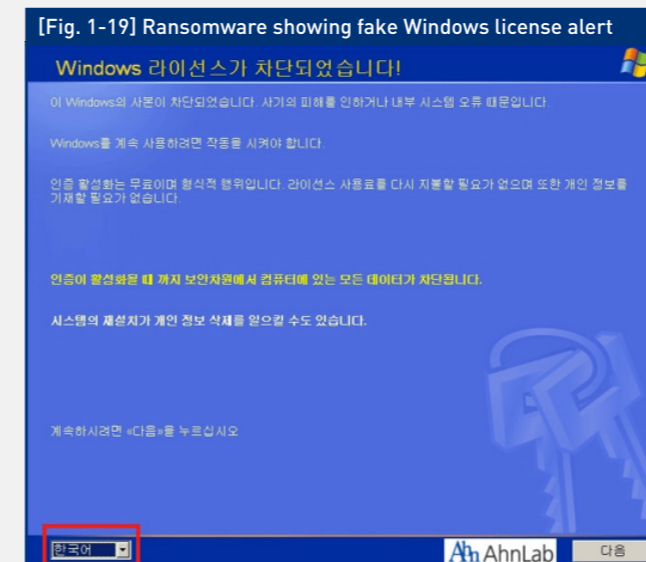 [Fig. 1-19] Ransomware showing fake Windows license alert
Windows 라이선스가 차단되었습니다!
이 Windows의 사본이 차단되었습니다. 사기의 피해를 인하거나 내부 시스템 오류 때문입니다.
Windows를 계속 사용하려면 작동을 시켜야 합니다.
인증 활성화는 무료이며 형식적 행위입니다. 라이선스 사용료를 다시 지불할 필요가 없으며 또한 개인 정보를
기재할 필요가 없습니다.
인증이 활성화을 때 까지 보안차원에서 컴퓨터에 있는 모든 데이터가 차단됩니다.
시스템의 재설치가 개인 정보 삭제를 일으킬 수도 있습니다.
계속하시려면 «다음»을 누르십시오
한국어
Ahn AhnLab
다음